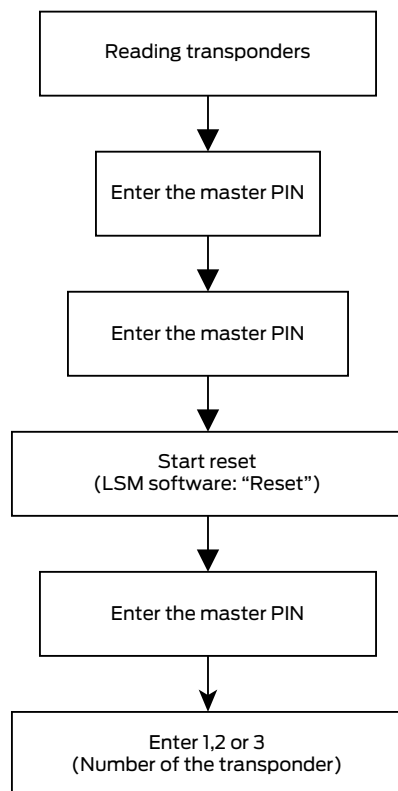 Reading transponders
Enter the master PIN
Enter the master PIN
Start reset
(LSM software: “Reset”)
Enter the master PIN
Enter 1,2 or 3
(Number of the transponder)